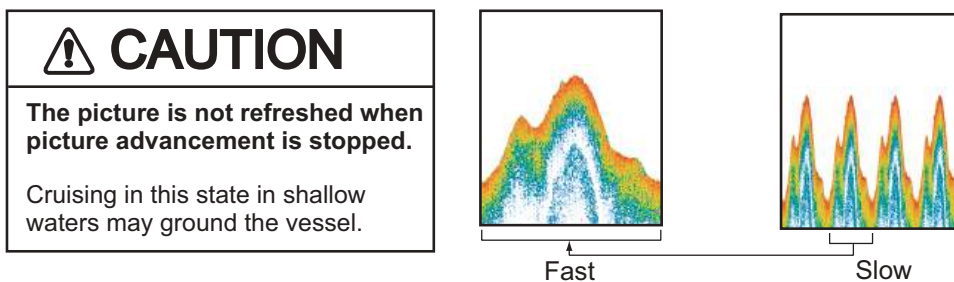 CAUTION
The picture is not refreshed when
picture advancement is stopped.
Cruising in this state in shallow
waters may ground the vessel.
Fast
Slow